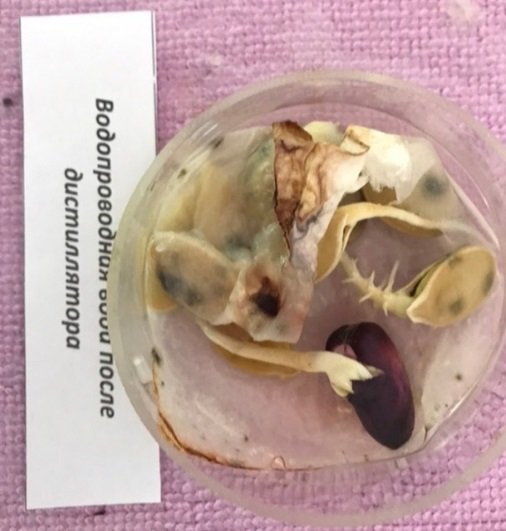 Водопроводная вода после
дистиллятора